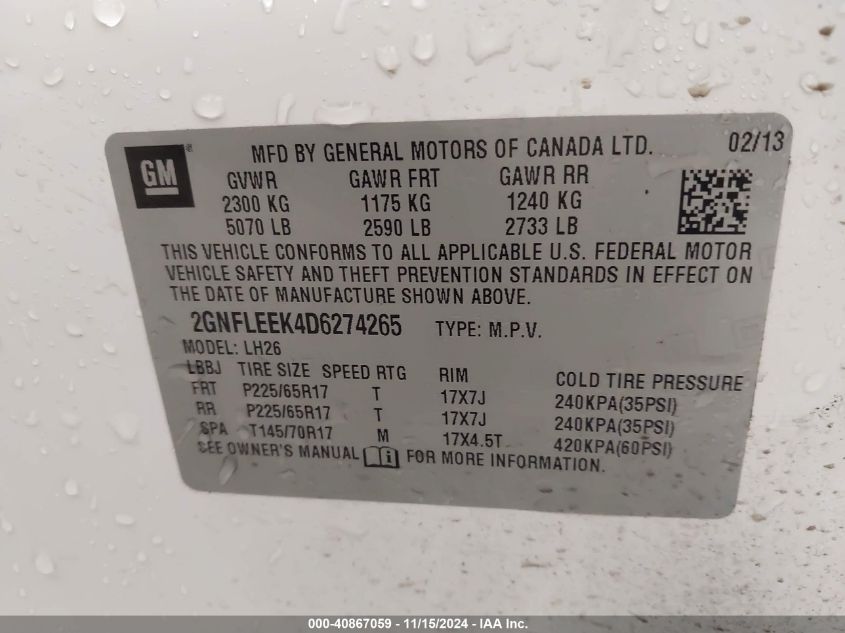 GM ® MFD BY GENERAL MOTORS OF CANADA LTD. 02/13
GVWR GAWR FRT GAWR RR
2300 KG 1175 KG 1240 KG
5070 LB 2590 LB 2733 LB
THIS VEHICLE CONFORMS TO ALL APPLICABLE U.S. FEDERAL MOTOR
VEHICLE SAFETY AND THEFT PREVENTION STANDARDS IN EFFECT ON
THE DATE OF MANUFACTURE SHOWN ABOVE.
2GNFLEEK4D6274265 TYPE: M.P.V.
MODEL: LH26
LBBJ TIRE SIZE SPEED RTG RIM COLD TIRE PRESSURE
FRT P225/65R17 T 17X7J 240KPA(35PSI)
RR P225/65R17 T 17X7J 240KPA(35PSI)
SPA T145/70R17 M 17X4.5T 420KPA(60PSI)
SEE OWNER'S MANUAL FOR MORE INFORMATION.
000-40867059 - 11/15/2024 - IAA Inc.